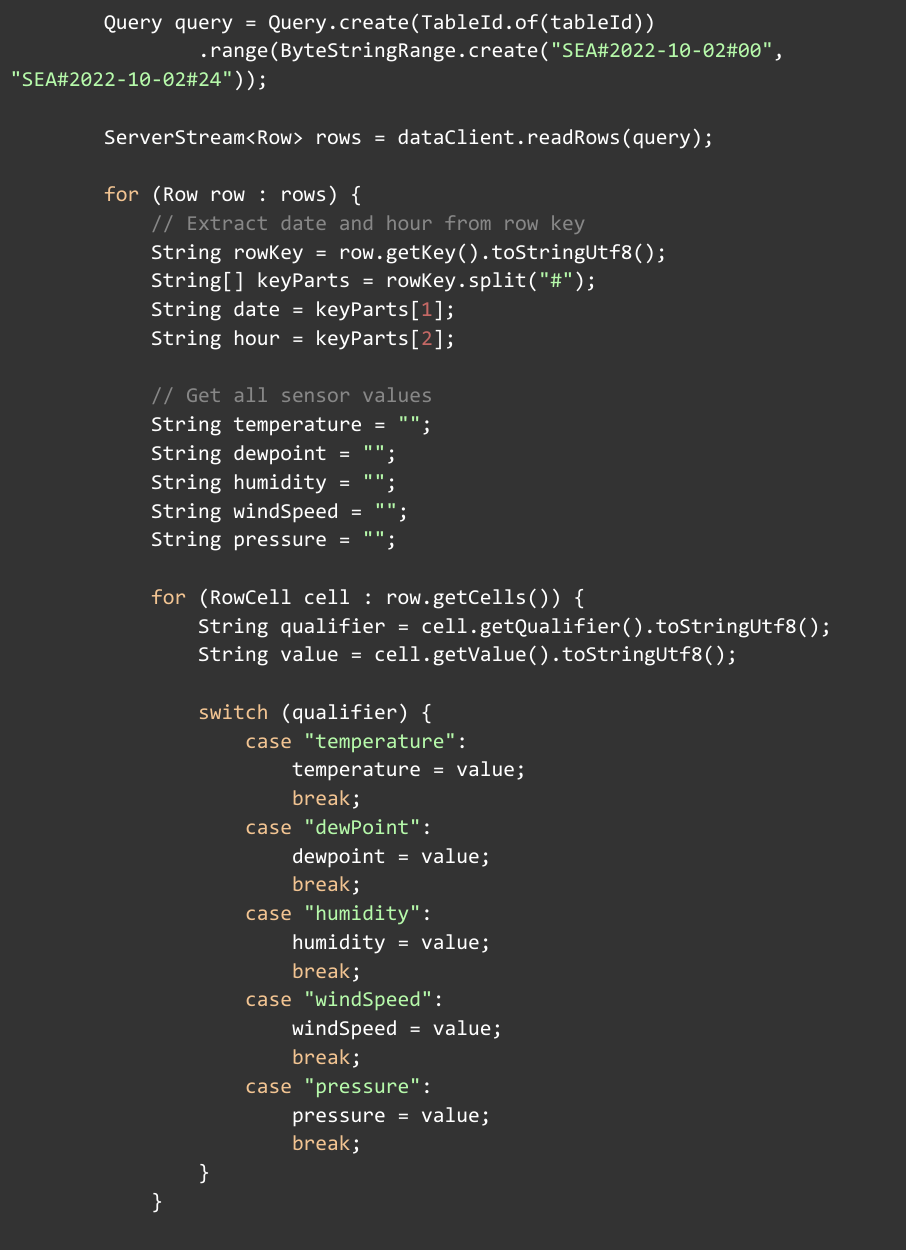 Query query = Query.create(TableId.of(tableId))
.range(ByteStringRange.create("SEA#2022-10-02#00",
"SEA#2022-10-02#24"));
ServerStream<Row> rows = dataClient.readRows(query);
for (Row row : rows) {
// Extract date and hour from row key
String rowKey = row.getKey().toStringUtf8();
String[] keyParts = rowKey.split("#");
String date = keyParts[1];
String hour = keyParts[2];
// Get all sensor values
String temperature = "";
String dewpoint = "";
String humidity = "";
String windSpeed = "";
String pressure = "";
for (RowCell cell : row.getCells()) {
String qualifier = cell.getQualifier().toStringUtf8();
String value = cell.getValue().toStringUtf8();
switch (qualifier) {
case "temperature":
temperature = value;
break;
case "dewPoint":
dewpoint = value;
break;
case "humidity":
humidity = value;
break;
case "windSpeed":
windSpeed = value;
break;
case "pressure":
pressure = value;
break;
}
}